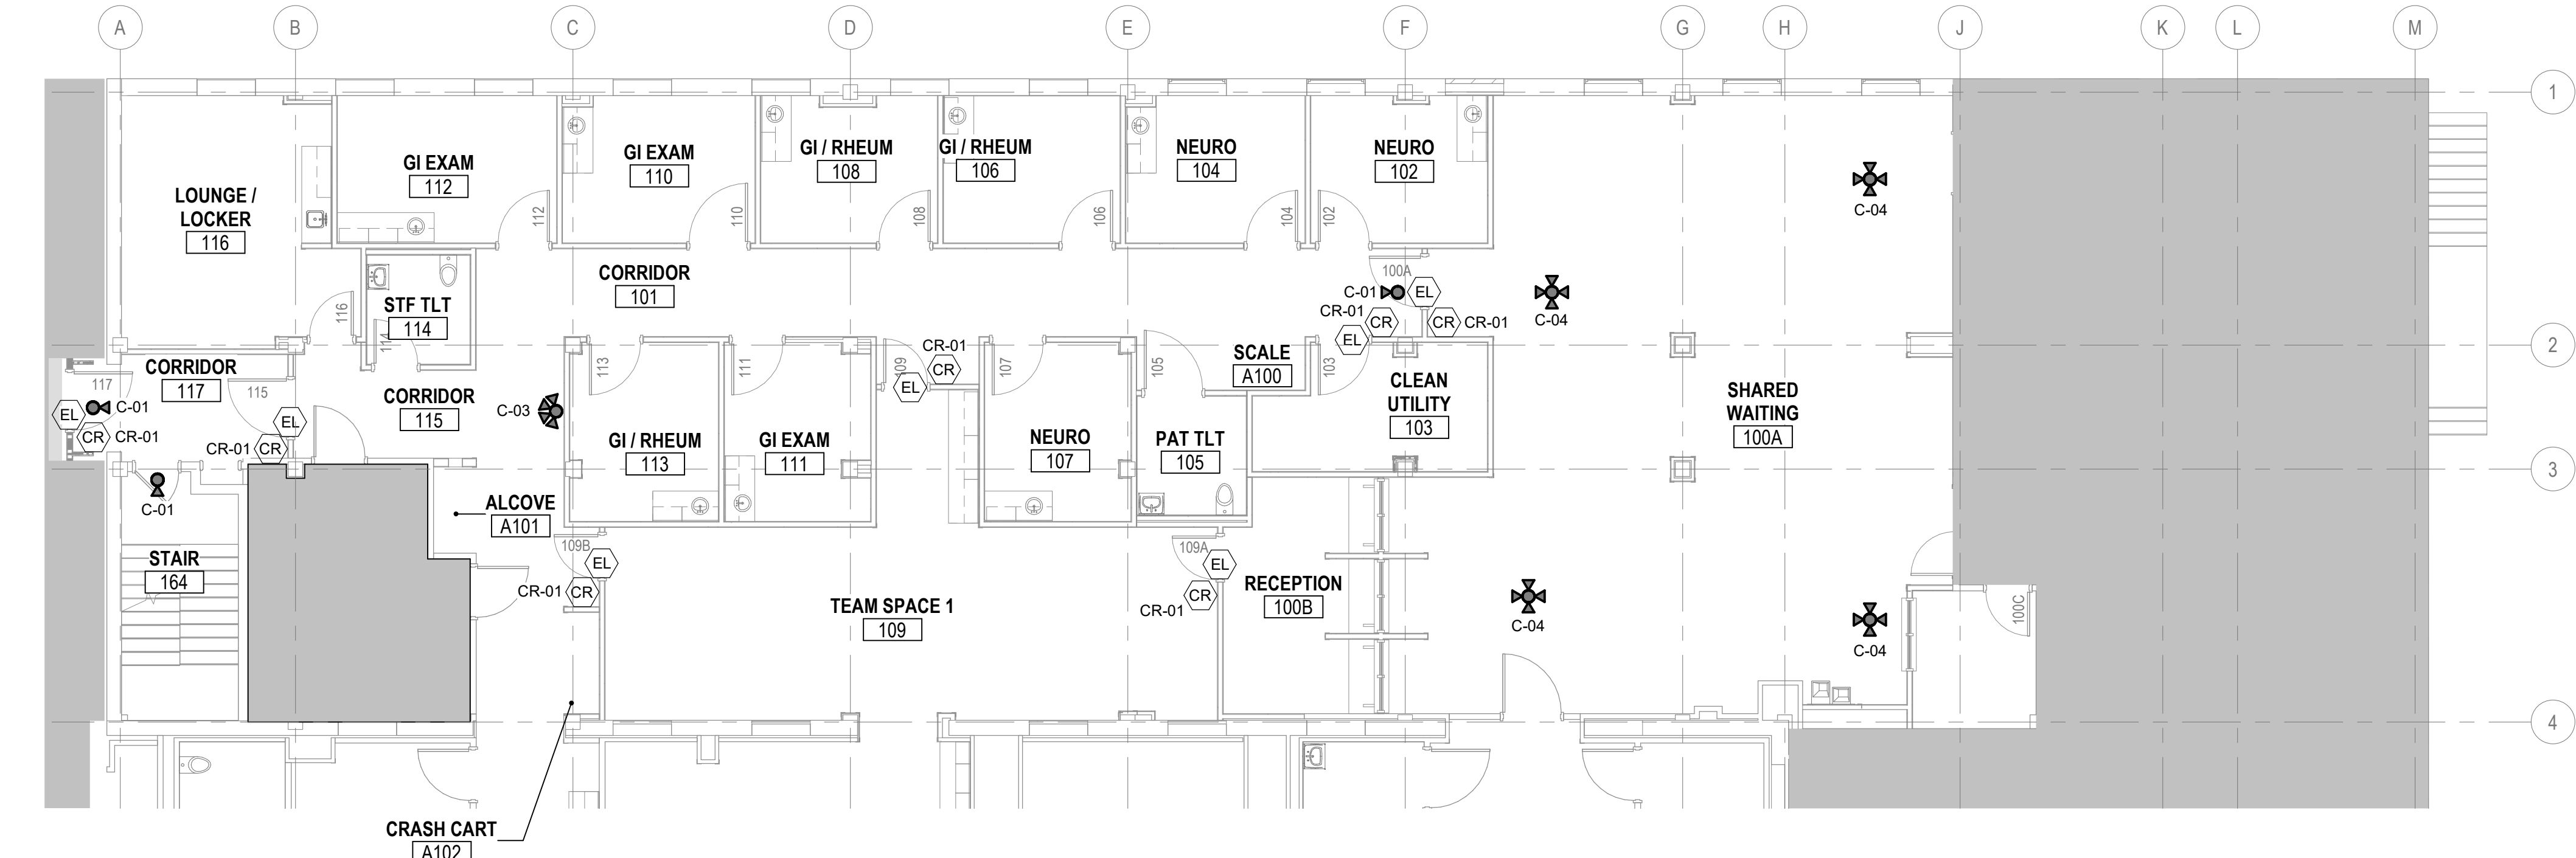 A B C D E F G H J K L M
1
GI EXAM
112
GI EXAM
110
GI / RHEUM
108
GI / RHEUM
106
NEURO
104
NEURO
102
LOUNGE /
LOCKER
116
112
110
108
106
104
102
C-04
CORRIDOR
101
100A
C-01
EL
C-04
STF TLT
114
116
CR-01
CR
CR
CR-01
EL
2
CORRIDOR
117
117
115
CORRIDOR
115
C-03
113
111
109
CR-01
CR
EL
107
105
SCALE
A100
103
CLEAN
UTILITY
103
SHARED
WAITING
100A
EL
C-01
CR
CR-01
EL
CR-01
CR
GI / RHEUM
113
GI EXAM
111
NEURO
107
PAT TLT
105
3
C-01
ALCOVE
A101
STAIR
164
109B
EL
CR-01
CR
109A
EL
CR
CR-01
RECEPTION
100B
TEAM SPACE 1
109
C-04
C-04
100C
4
CRASH CART
A102